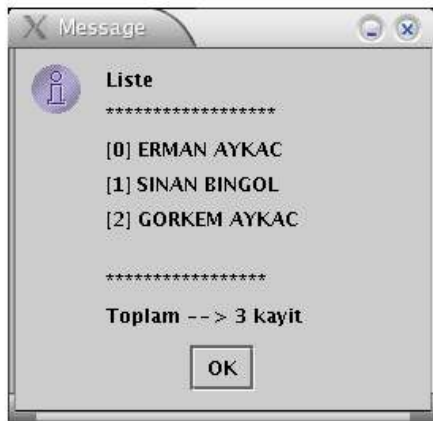 Message
Liste
******************
[0] ERMAN AYKAC
[1] SINAN BINGOL
[2] GORKEM AYKAC
*****************
Toplam --> 3 kayit
OK